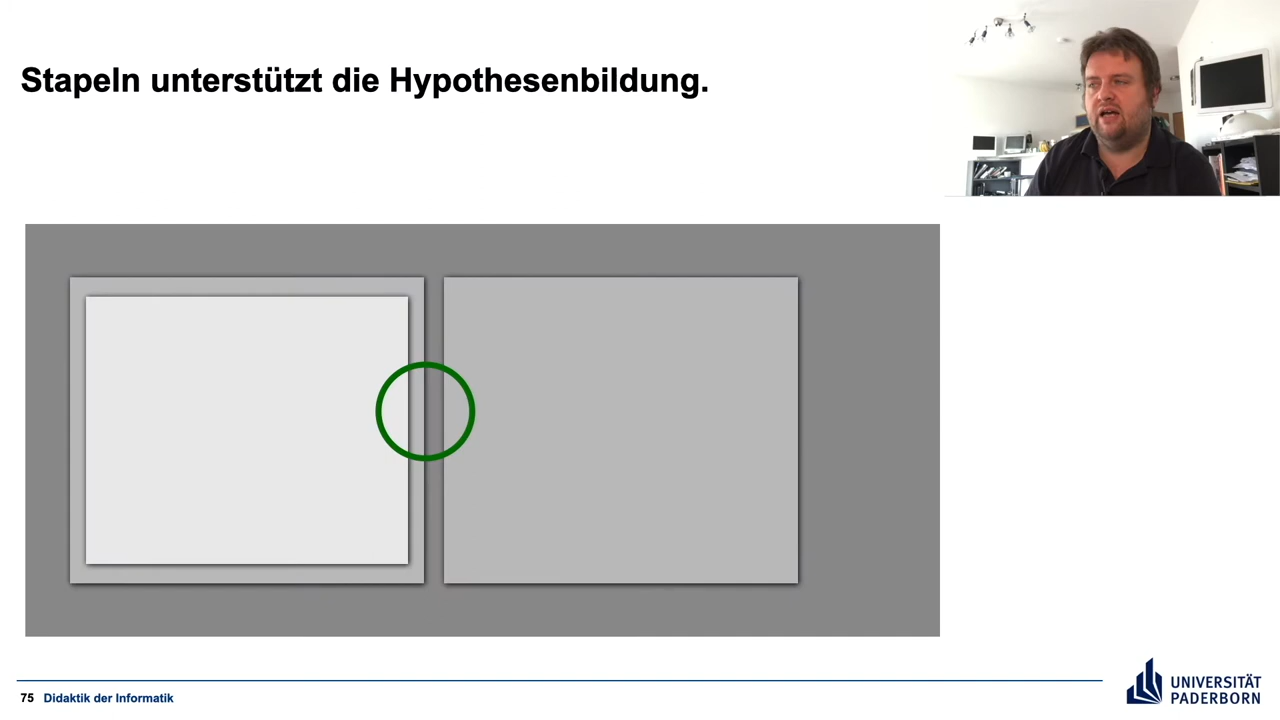 Stapeln unterstützt die Hypothesenbildung.
75 Didaktik der Informatik
UNIVERSITÄT
PADERBORN